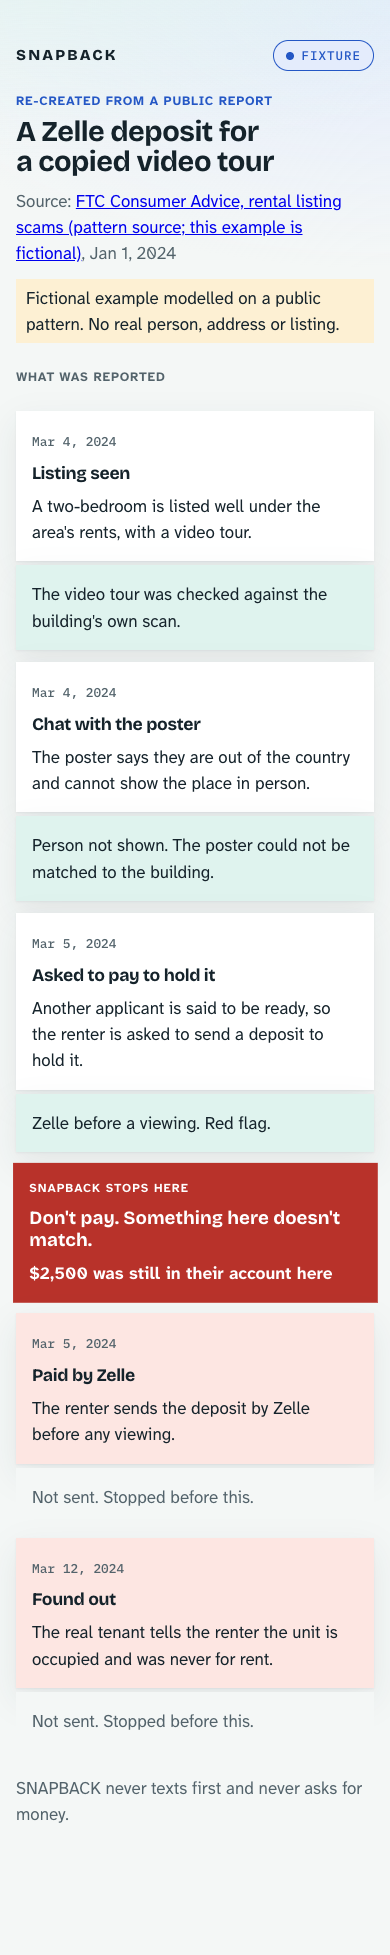 SNAPBACK
FIXTURE
RE-CREATED FROM A PUBLIC REPORT
A Zelle deposit for
a copied video tour
Source: FTC Consumer Advice, rental listing
scams (pattern source; this example is
fictional), Jan 1, 2024
Fictional example modelled on a public
pattern. No real person, address or listing.
WHAT WAS REPORTED
Mar 4, 2024
Listing seen
A two-bedroom is listed well under the
area's rents, with a video tour.
The video tour was checked against the
building's own scan.
Mar 4, 2024
Chat with the poster
The poster says they are out of the country
and cannot show the place in person.
Person not shown. The poster could not be
matched to the building.
Mar 5, 2024
Asked to pay to hold it
Another applicant is said to be ready, so
the renter is asked to send a deposit to
hold it.
Zelle before a viewing. Red flag.
SNAPBACK STOPS HERE
Don't pay. Something here doesn't
match.
$2,500 was still in their account here
Mar 5, 2024
Paid by Zelle
The renter sends the deposit by Zelle
before any viewing.
Not sent. Stopped before this.
Mar 12, 2024
Found out
The real tenant tells the renter the unit is
occupied and was never for rent.
Not sent. Stopped before this.
SNAPBACK never texts first and never asks for
money.